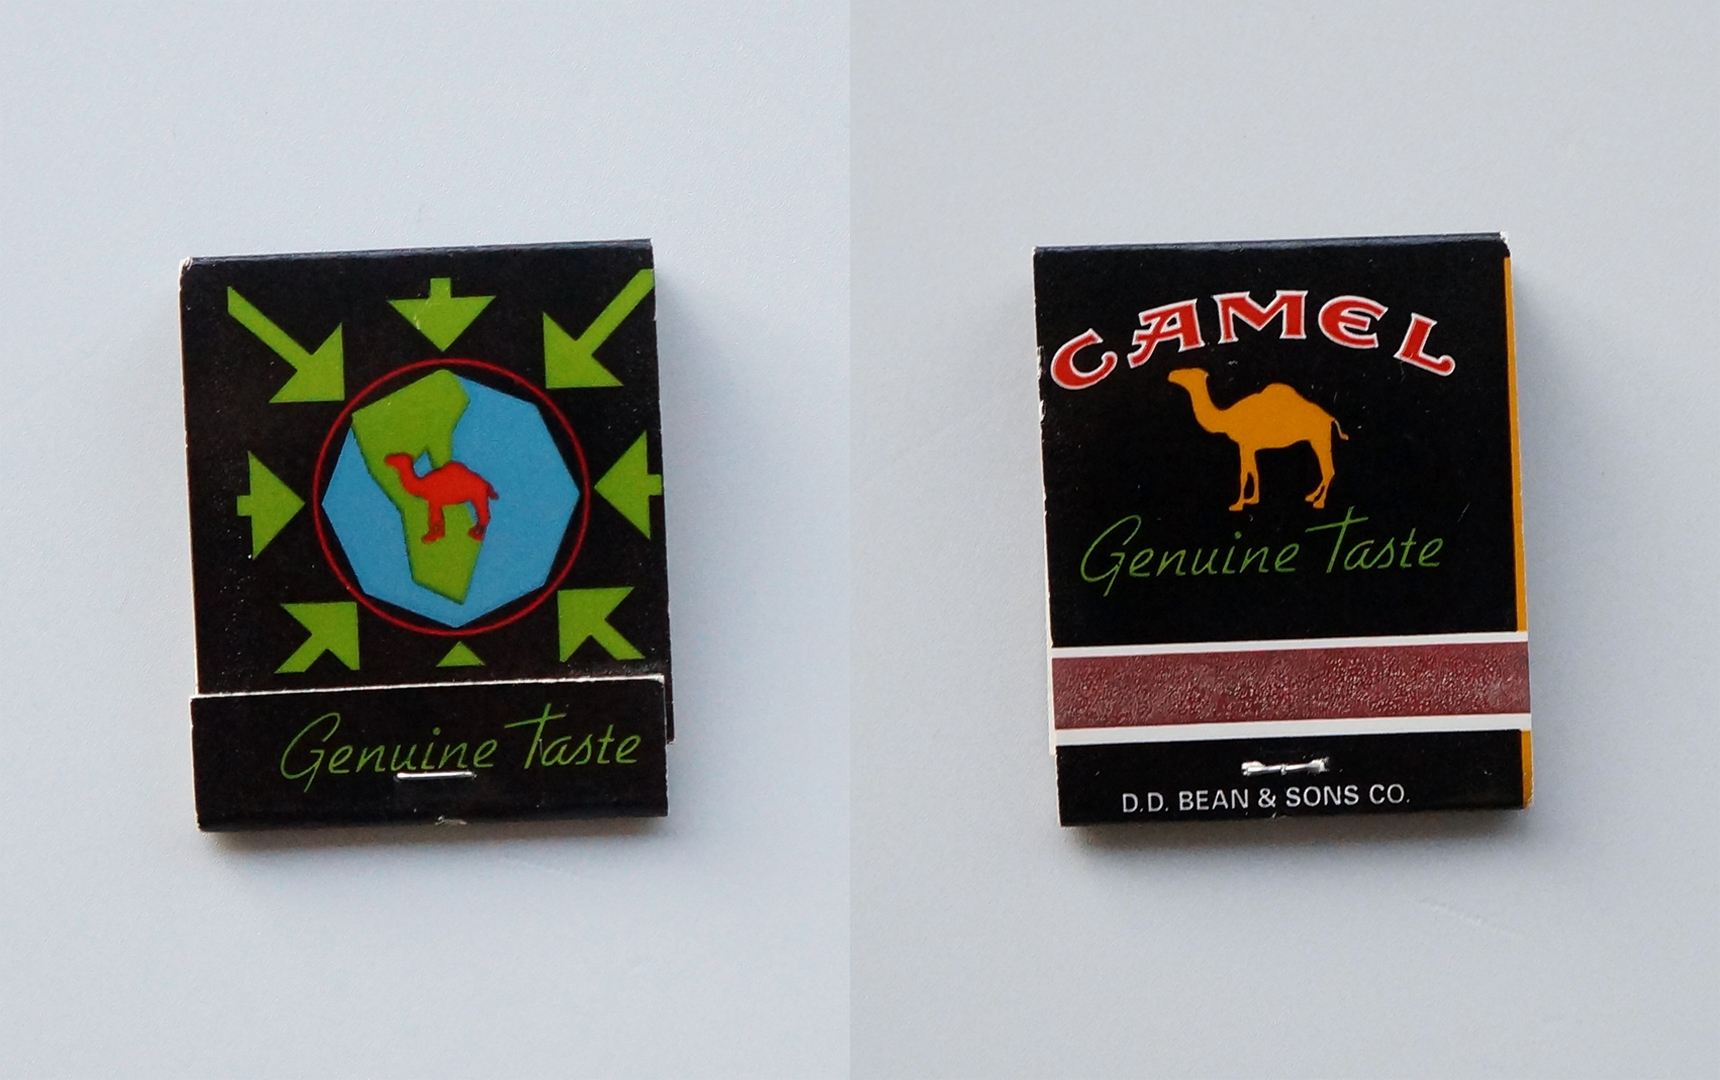 Genuine Taste
CAMEL
Genuine Taste
D.D. BEAN & SONS CO.